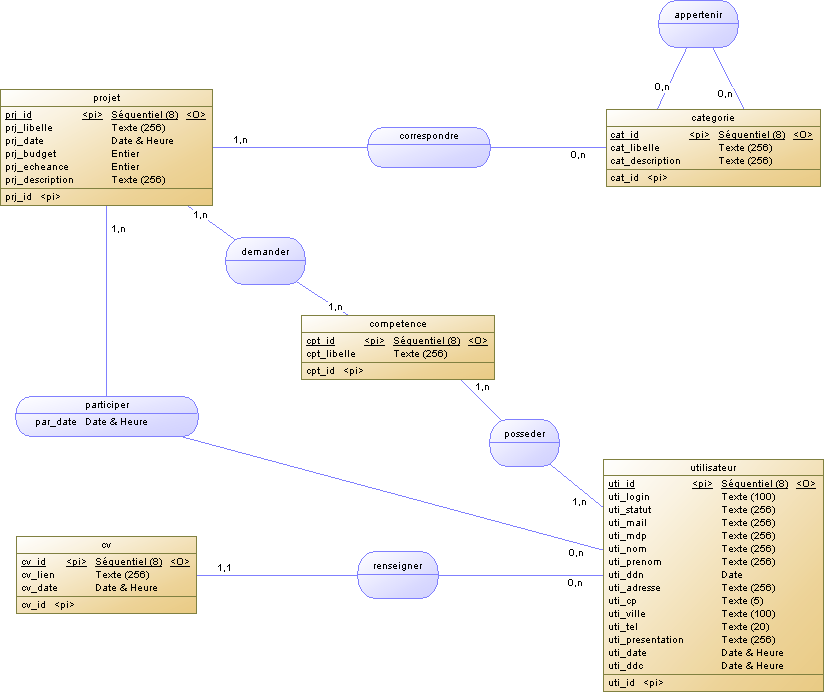 appertenir
0,n
0,n
projet
prj_id <pi> Séquentiel (8) <O>
prj_libelle Texte (256)
prj_date Date & Heure
prj_budget Entier
prj_echeance Entier
prj_description Texte (256)
prj_id <pi>
1,n
correspondre
0,n
categorie
cat_id <pi> Séquentiel (8) <O>
cat_libelle Texte (256)
cat_description Texte (256)
cat_id <pi>
1,n
1,n
demander
1,n
competence
cpt_id <pi> Séquentiel (8) <O>
cpt_libelle Texte (256)
cpt_id <pi>
1,n
participer
par_date Date & Heure
posseder
1,n
0,n
utilisateur
uti_id <pi> Séquentiel (8) <O>
uti_login Texte (100)
uti_statut Texte (256)
uti_mail Texte (256)
uti_mdp Texte (256)
uti_nom Texte (256)
uti_prenom Texte (256)
uti_ddn Date
uti_adresse Texte (256)
uti_cp Texte (5)
uti_ville Texte (100)
uti_tel Texte (20)
uti_presentation Texte (256)
uti_date Date & Heure
uti_ddc Date & Heure
uti_id <pi>
cv
cv_id <pi> Séquentiel (8) <O>
cv_lien Texte (256)
cv_date Date & Heure
cv_id <pi>
1,1
renseigner
0,n